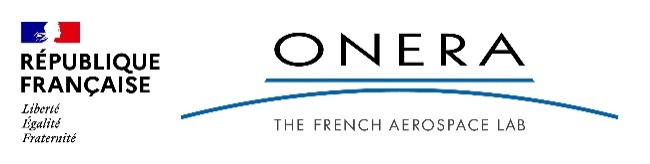 RÉPUBLIQUE
FRANÇAISE
Liberté
Égalité
Fraternité
ONERA
THE FRENCH AEROSPACE LAB